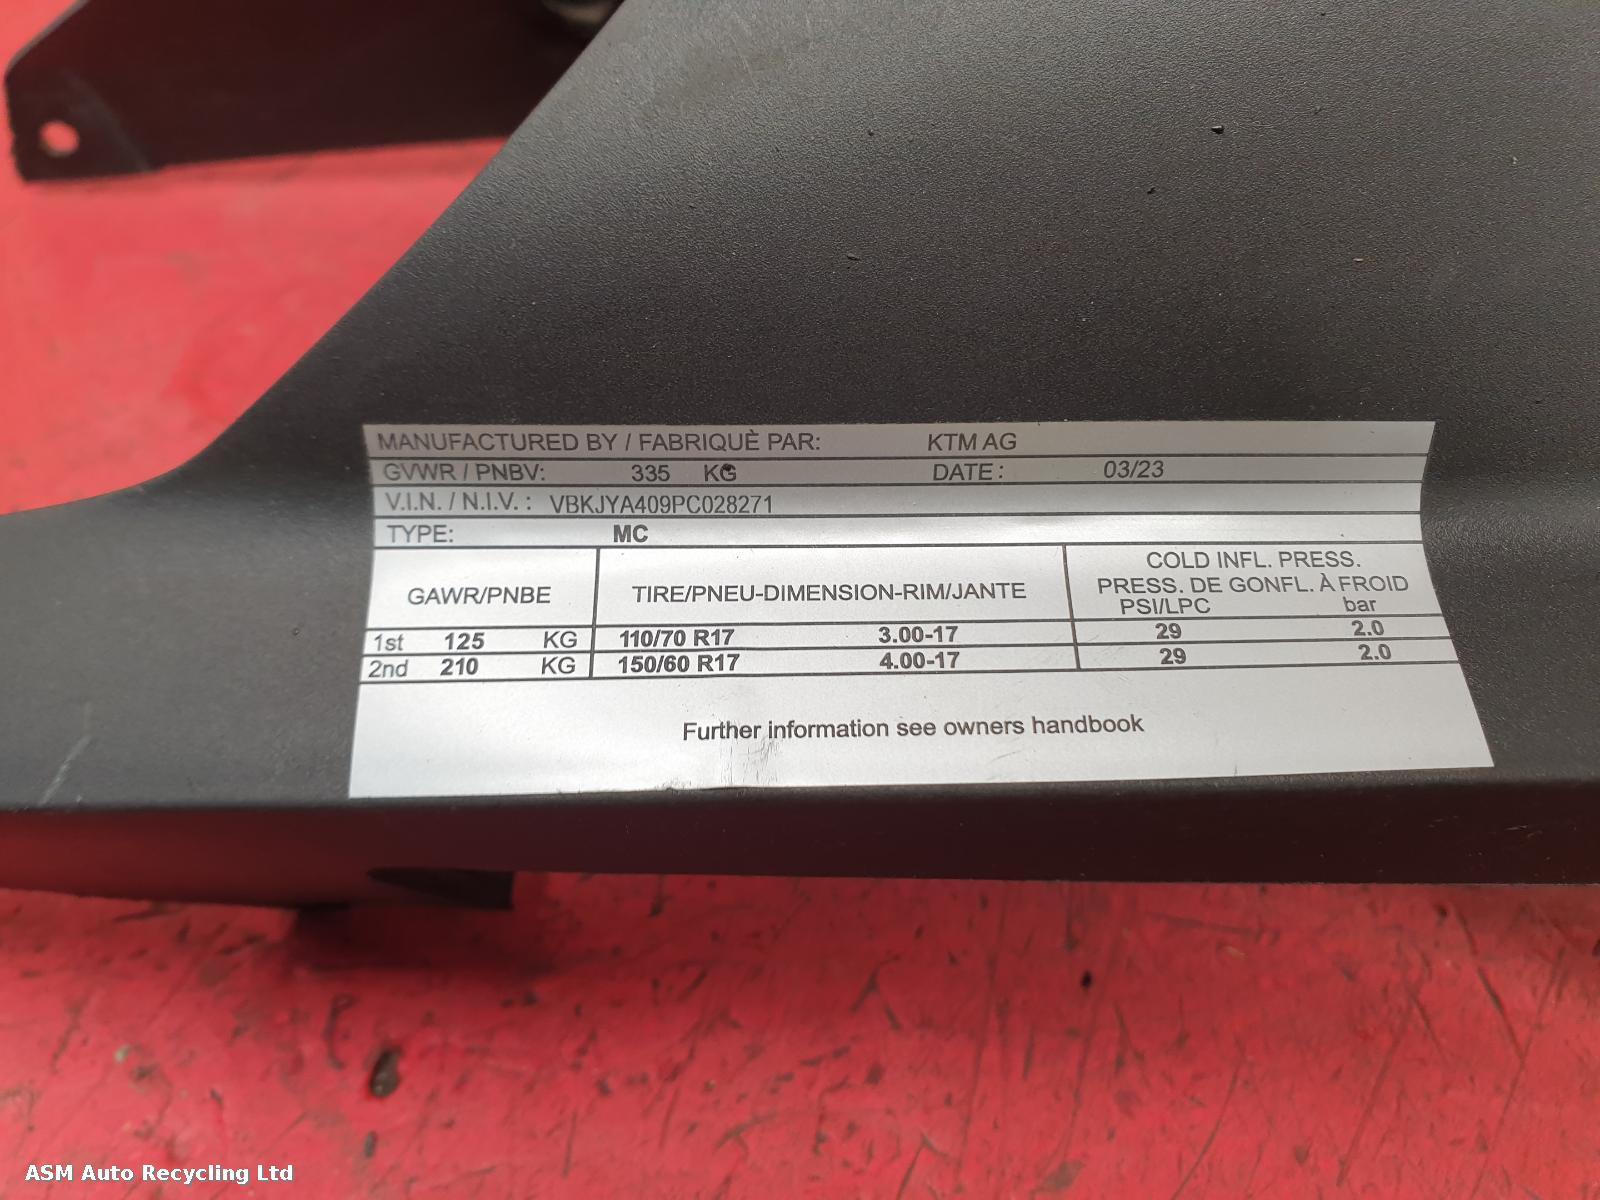 MANUFACTURED BY / FABRIQUÈ PAR: KTM AG
GVWR / PNBV: 335 KG DATE: 03/23
V.I.N. / N.I.V. : VBKJYA409PC028271
TYPE: MC
GAWR/PNBE TIRE/PNEU-DIMENSION-RIM/JANTE COLD INFL. PRESS.
PRESS. DE GONFL. À FROID
PSI/LPC bar
1st 125 KG 110/70 R17 3.00-17 29 2.0
2nd 210 KG 150/60 R17 4.00-17 29 2.0
Further information see owners handbook
ASM Auto Recycling Ltd